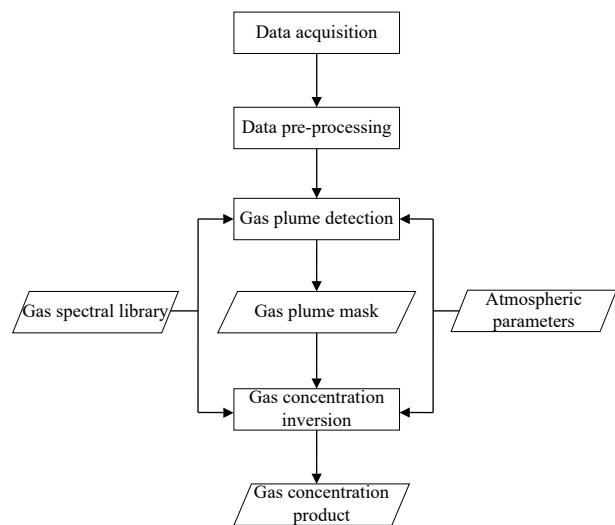 Data acquisition
Data pre-processing
Gas plume detection
Gas spectral library
Gas plume mask
Atmospheric
parameters
Gas concentration
inversion
Gas concentration
product